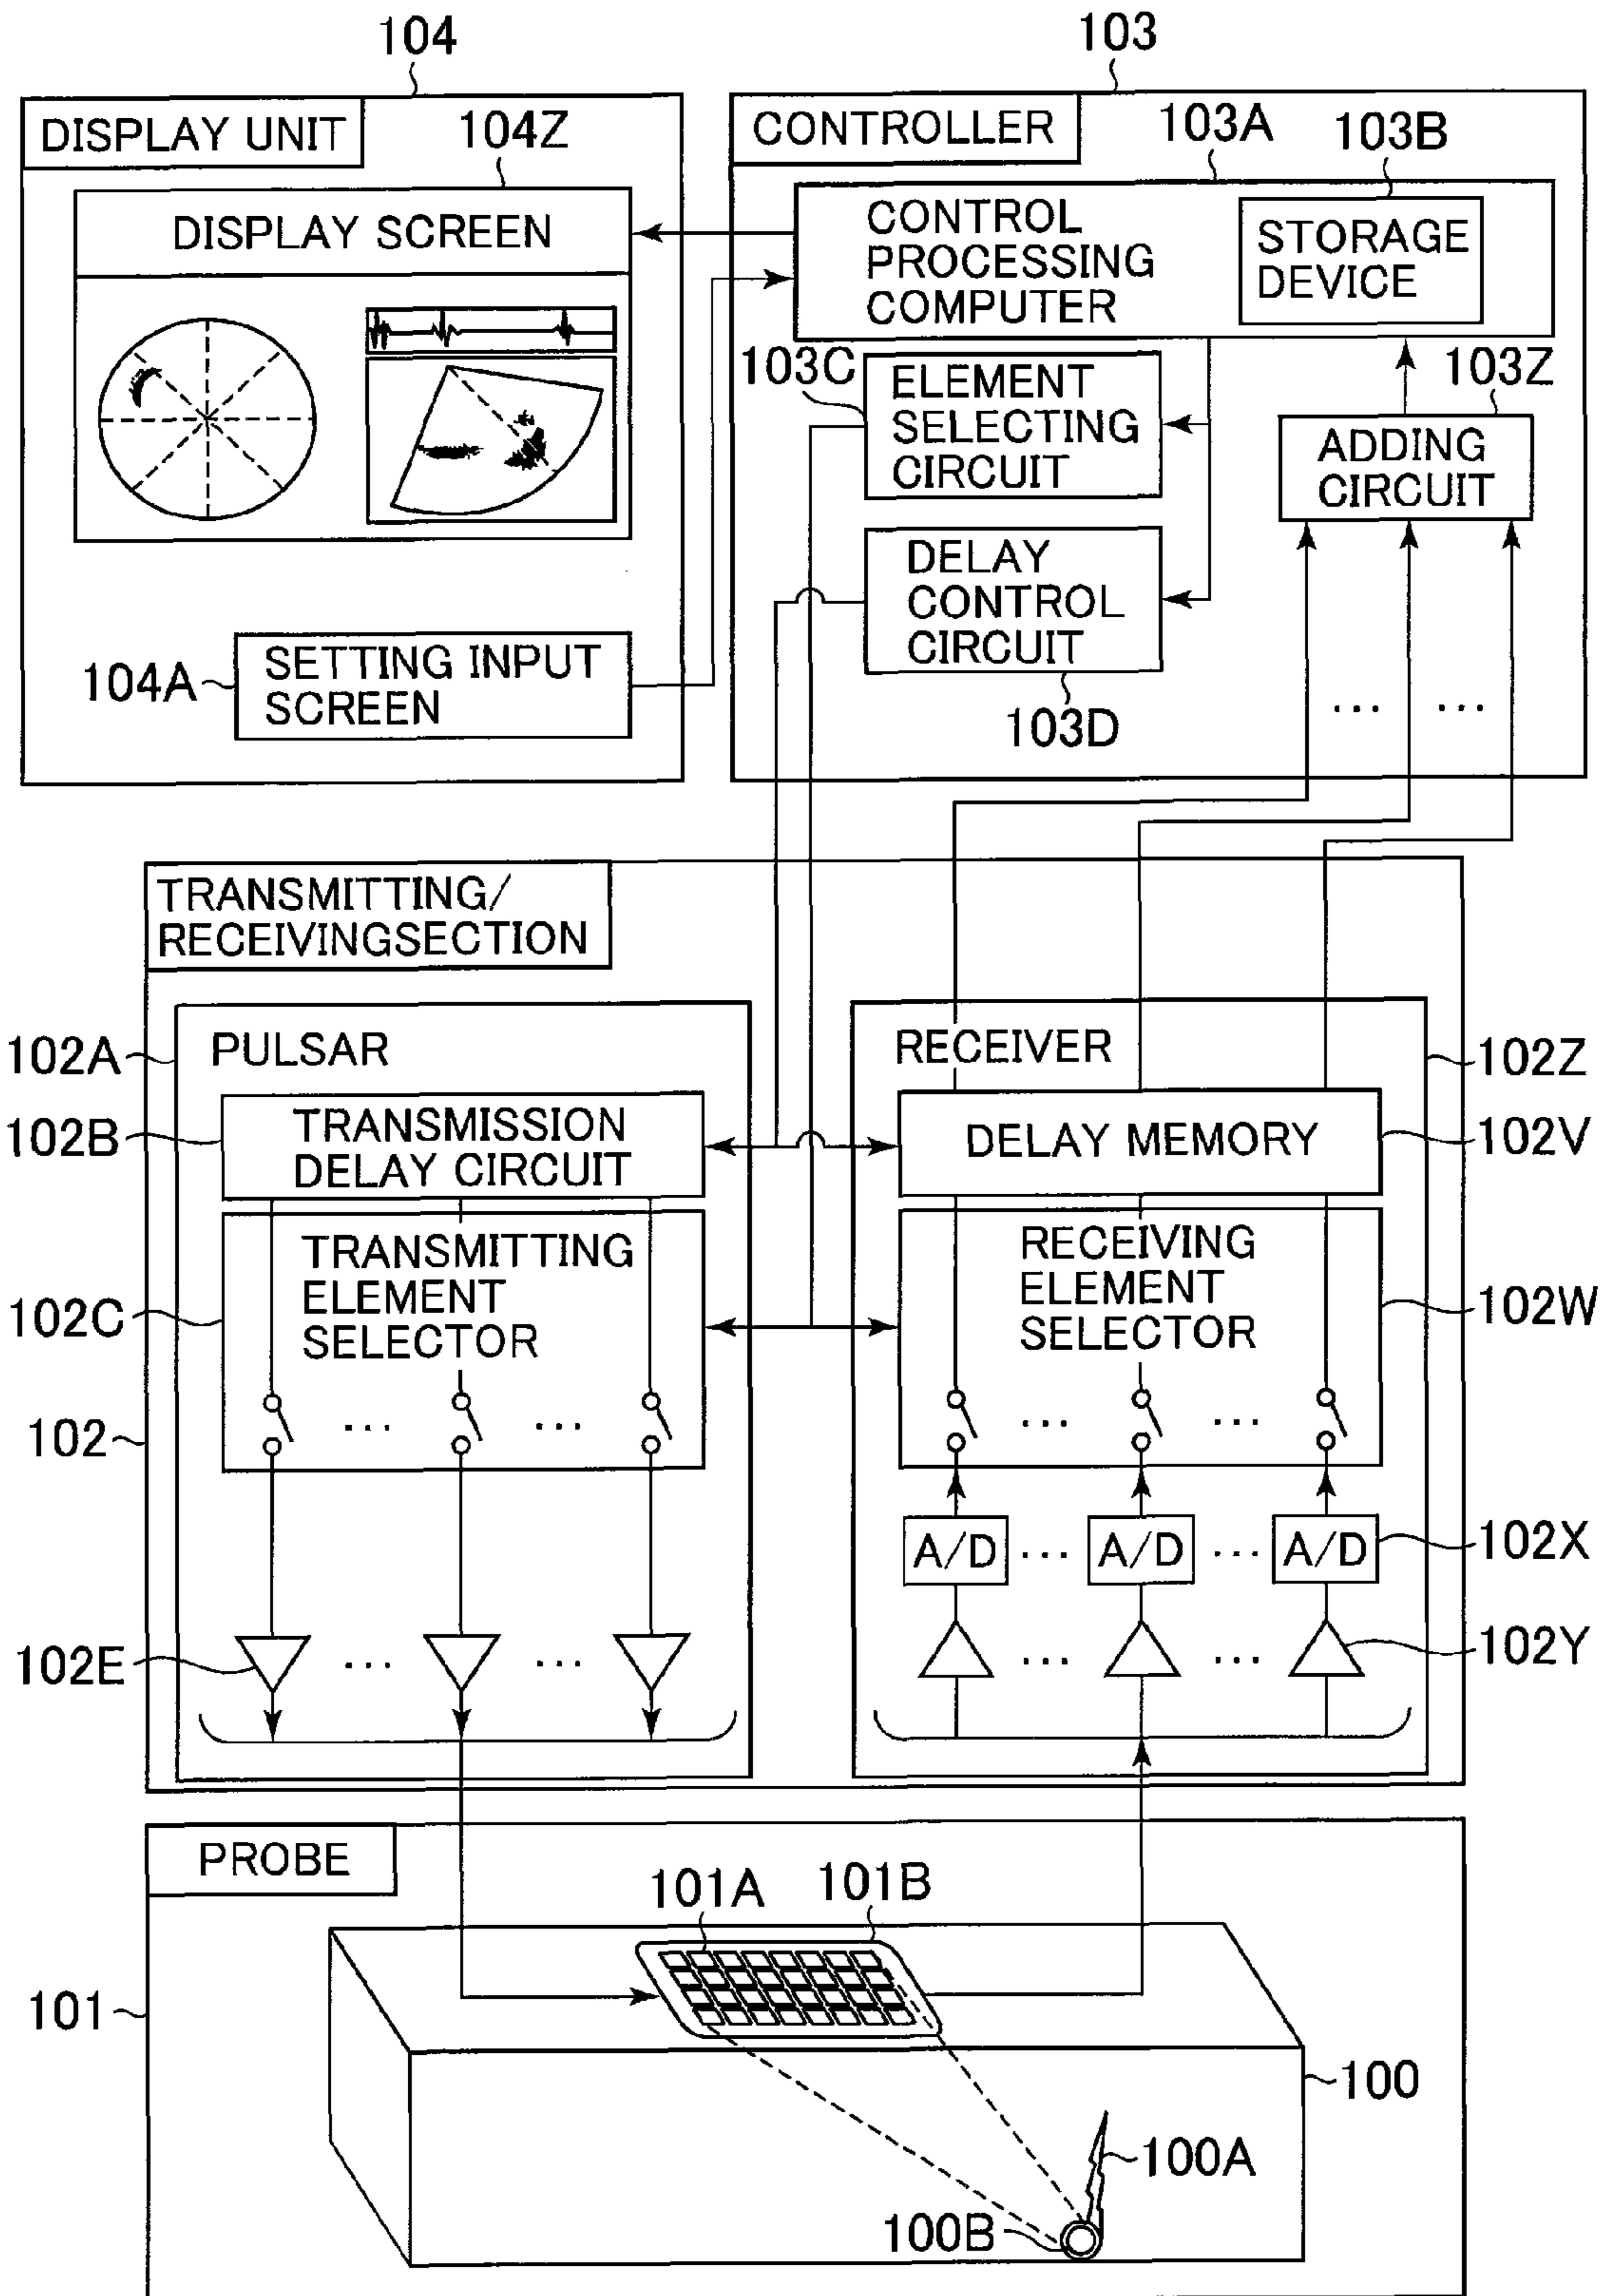 104
103
DISPLAY UNIT
104Z
DISPLAY SCREEN
104A
SETTING INPUT
SCREEN
CONTROLLER
103A
103B
CONTROL
PROCESSING
COMPUTER
STORAGE
DEVICE
103C
ELEMENT
SELECTING
CIRCUIT
103Z
ADDING
CIRCUIT
DELAY
CONTROL
CIRCUIT
103D
... ...
TRANSMITTING/
RECEIVINGSECTION
102A
PULSAR
102B
TRANSMISSION
DELAY CIRCUIT
102C
TRANSMITTING
ELEMENT
SELECTOR
... ...
102
102E
... ...
RECEIVER
102Z
DELAY MEMORY
102V
RECEIVING
ELEMENT
SELECTOR
102W
... ...
A/D ... A/D ... A/D
102X
... ...
102Y
PROBE
101A
101B
101
100
100A
100B